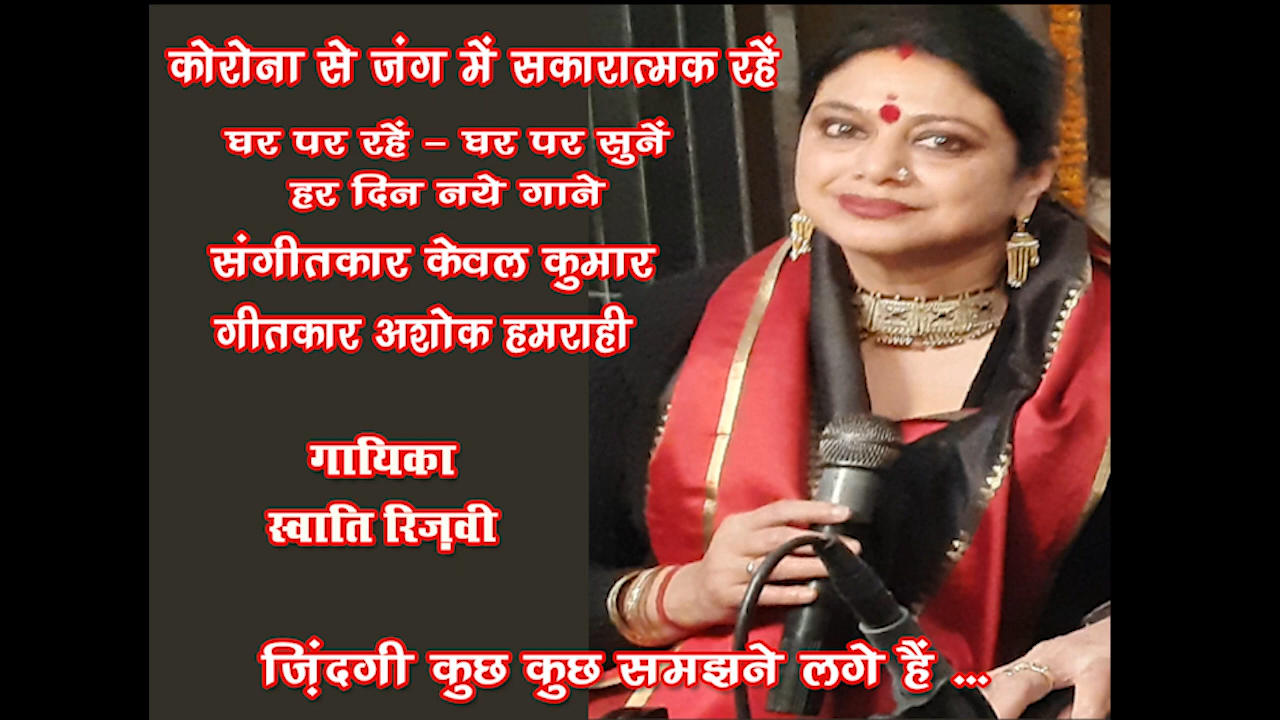 कोरोना से जंग में सकारात्मक रहें
घर पर रहें - घर पर सुनें
हर दिन नये गाने
संगीतकार केवल कुमार
गीतकार अशोक हमराही
गायिका
स्वाति रिज़वी
ज़िंदगी कुछ कुछ समझने लगे हैं ...